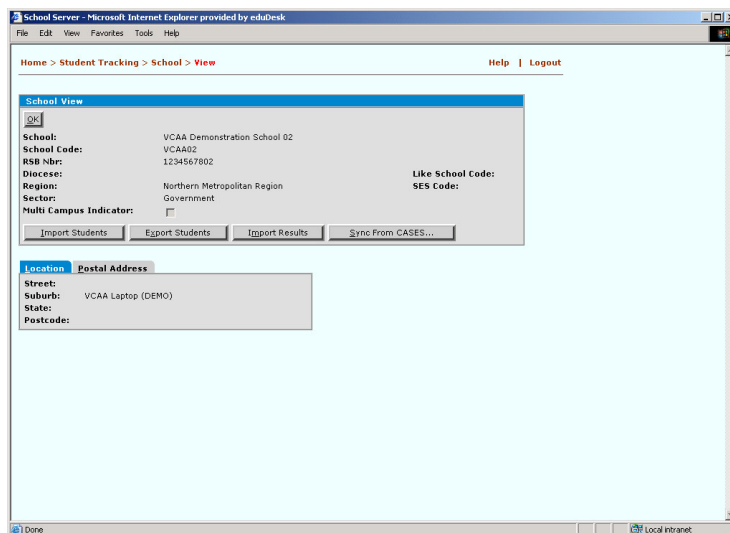 School Server - Microsoft Internet Explorer provided by eduDesk
File Edit View Favorites Tools Help
Home > Student Tracking > School > View Help | Logout
School View
OK
School: VCAA Demonstration School 02
School Code: VCAA02
RSB Nbr: 1234567802
Diocese: Like School Code:
Region: Northern Metropolitan Region SES Code:
Sector: Government
Multi Campus Indicator:
Import Students Export Students Import Results Sync From CASES...
Location Postal Address
Street:
Suburb: VCAA Laptop (DEMO)
State:
Postcode:
Done Local intranet